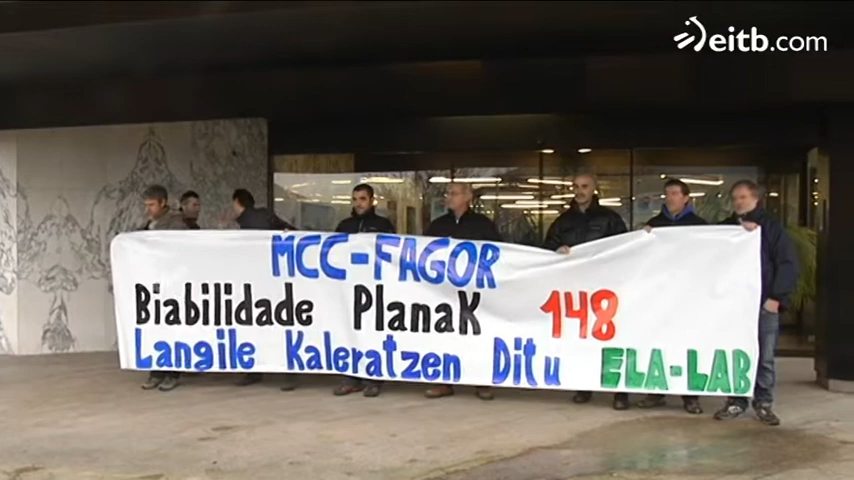 eitb.com
MCC-FAGOR
Biabilidade PlanaK 148
Langile Kaleratzen Ditu ELA-LAB